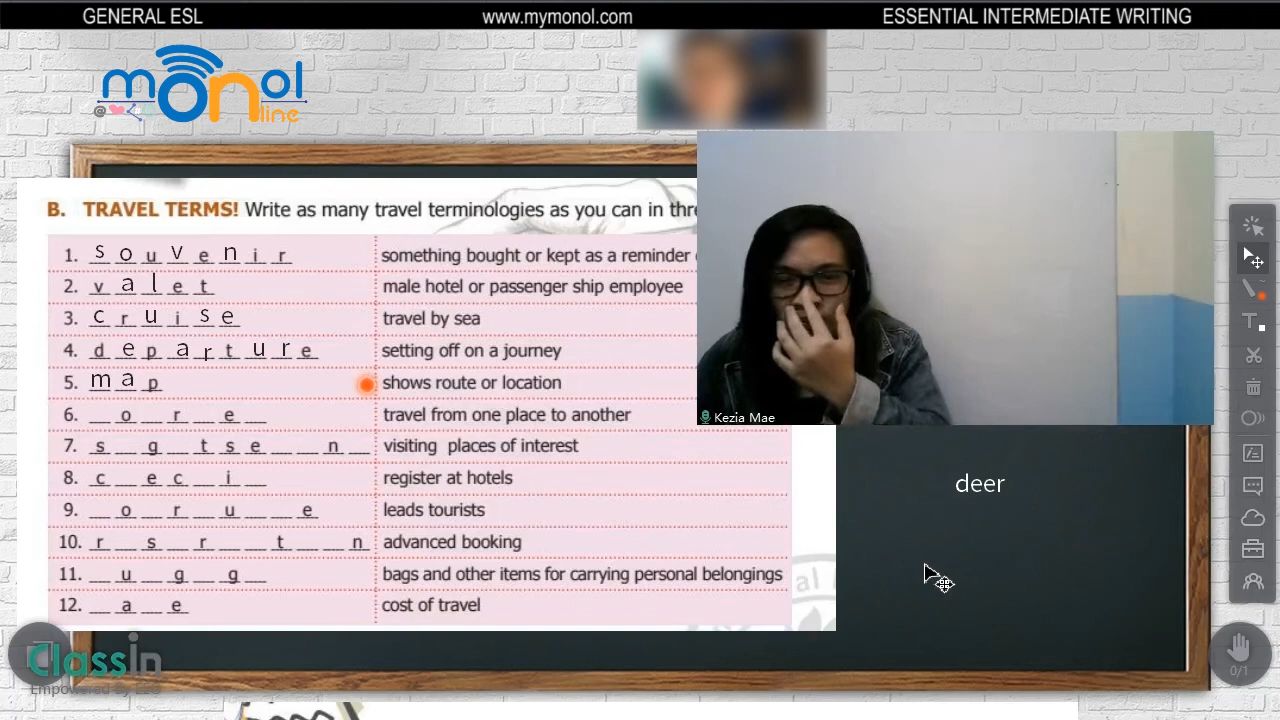 GENERAL ESL
www.mymonol.com
ESSENTIAL INTERMEDIATE WRITING
monol
line
B. TRAVEL TERMS! Write as many travel terminologies as you can in thre
1. s o u v e n i r something bought or kept as a reminder
2. v a l e t male hotel or passenger ship employee
3. c r u i s e travel by sea
4. d e p a r t u r e setting off on a journey
5. m a p shows route or location
6. _ o _ r _ e _ travel from one place to another
7. s _ g _ t s e _ _ n _ visiting places of interest
8. c _ e c _ i _ register at hotels
9. _ o _ r _ u _ _ e leads tourists
10. r _ s _ r _ _ t _ _ n advanced booking
11. _ u _ g _ g _ bags and other items for carrying personal belongings
12. _ a _ e cost of travel
Kezia Mae
deer
ClassIn
0/1